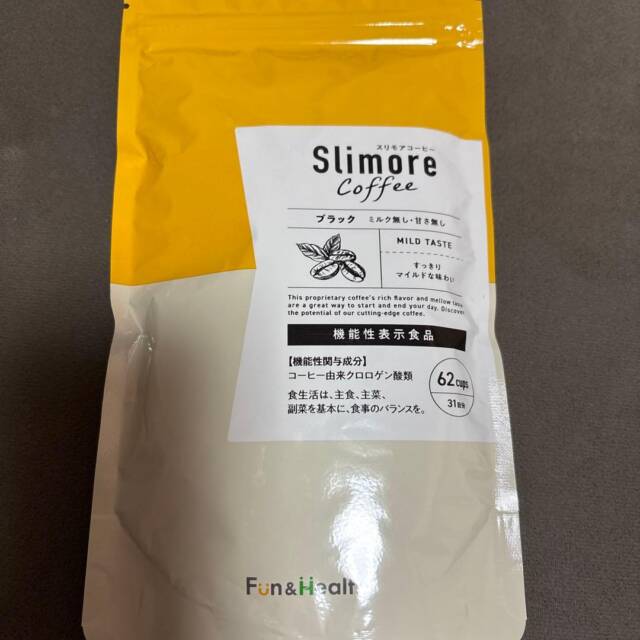 スリモアコーヒー
Slimore
Coffee
ブラック ミルク無し・甘さ無し
MILD TASTE
すっきり
マイルドな味わい
This proprietary coffee's rich flavor and mellow taste
are a great way to start and end your day. Discover
the potential of our cutting-edge coffee.
機能性表示食品
【機能性関与成分】
コーヒー由来クロロゲン酸類
食生活は、主食、主菜、
副菜を基本に、食事のバランスを。
62 cups
31日分
Fun&Healt